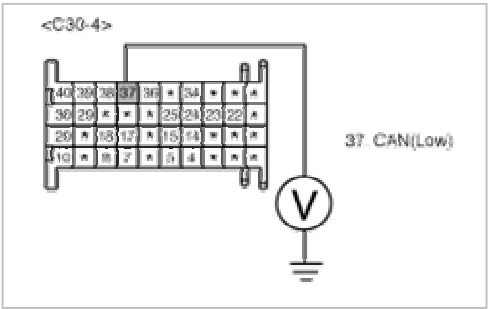 <C30-4>
40 39 38 37 36 * 34 * * *
30 29 * * * 25 24 23 22 *
20 * 18 17 * 15 14 * * *
10 * 8 7 * 5 4 * * *
37. CAN(Low)
V